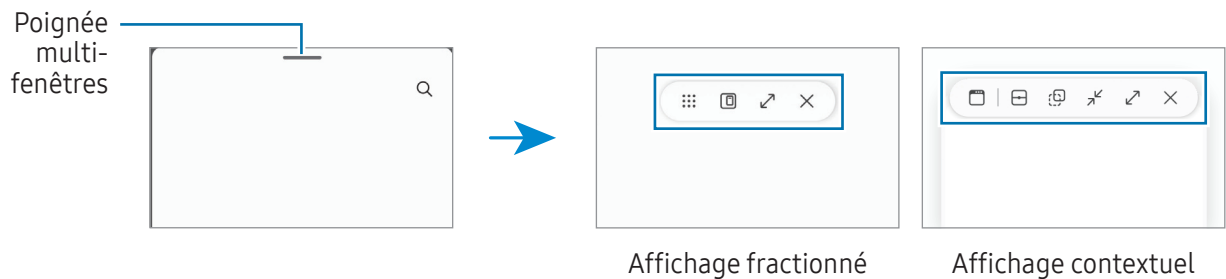 Poignée
multi-
fenêtres
Affichage fractionné
Affichage contextuel